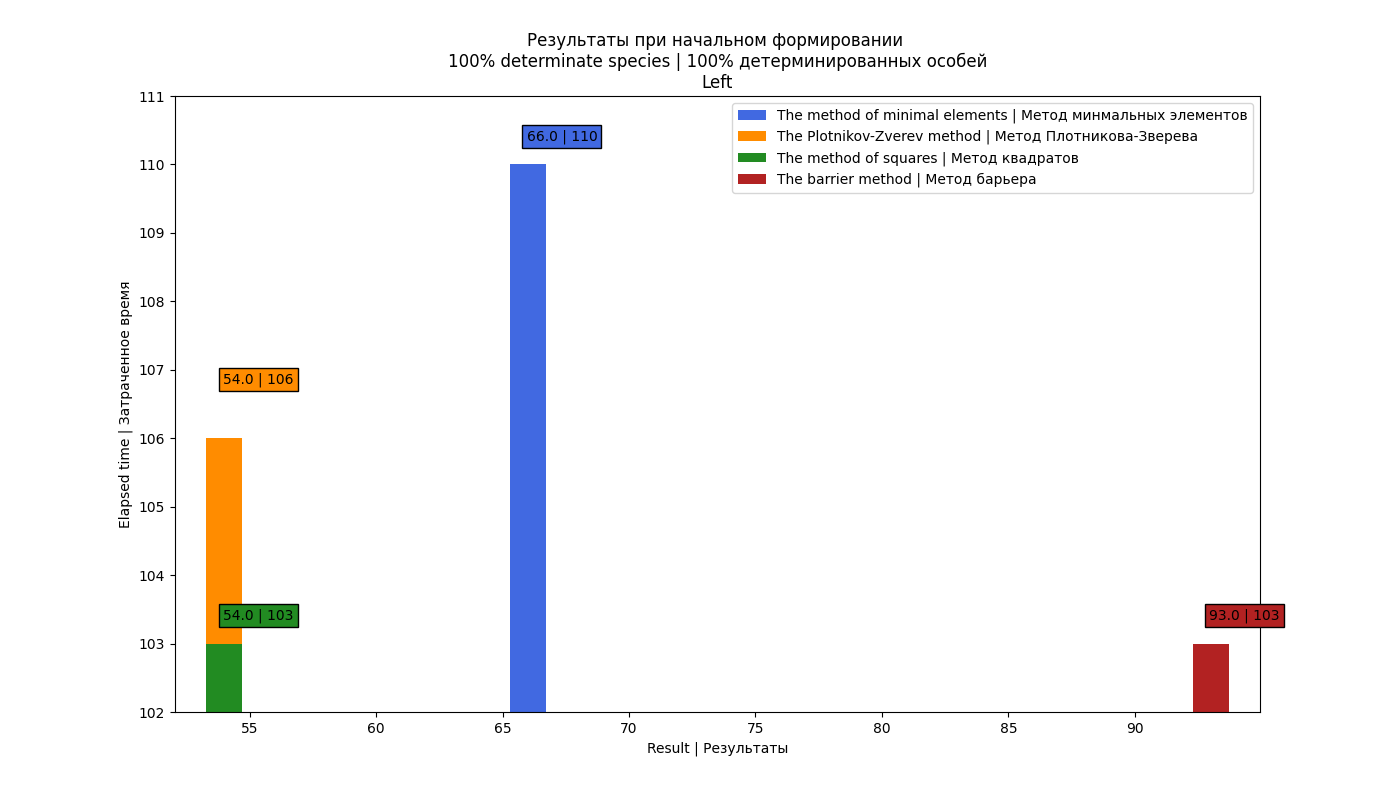 Результаты при начальном формировании
100% determinate species | 100% детерминированных особей
Left
The method of minimal elements | Метод минмальных элементов
The Plotnikov-Zverev method | Метод Плотникова-Зверева
The method of squares | Метод квадратов
The barrier method | Метод барьера
66.0 | 110
54.0 | 106
54.0 | 103
93.0 | 103
Elapsed time | Затраченное время
111
110
109
108
107
106
105
104
103
102
55 60 65 70 75 80 85 90
Result | Результаты